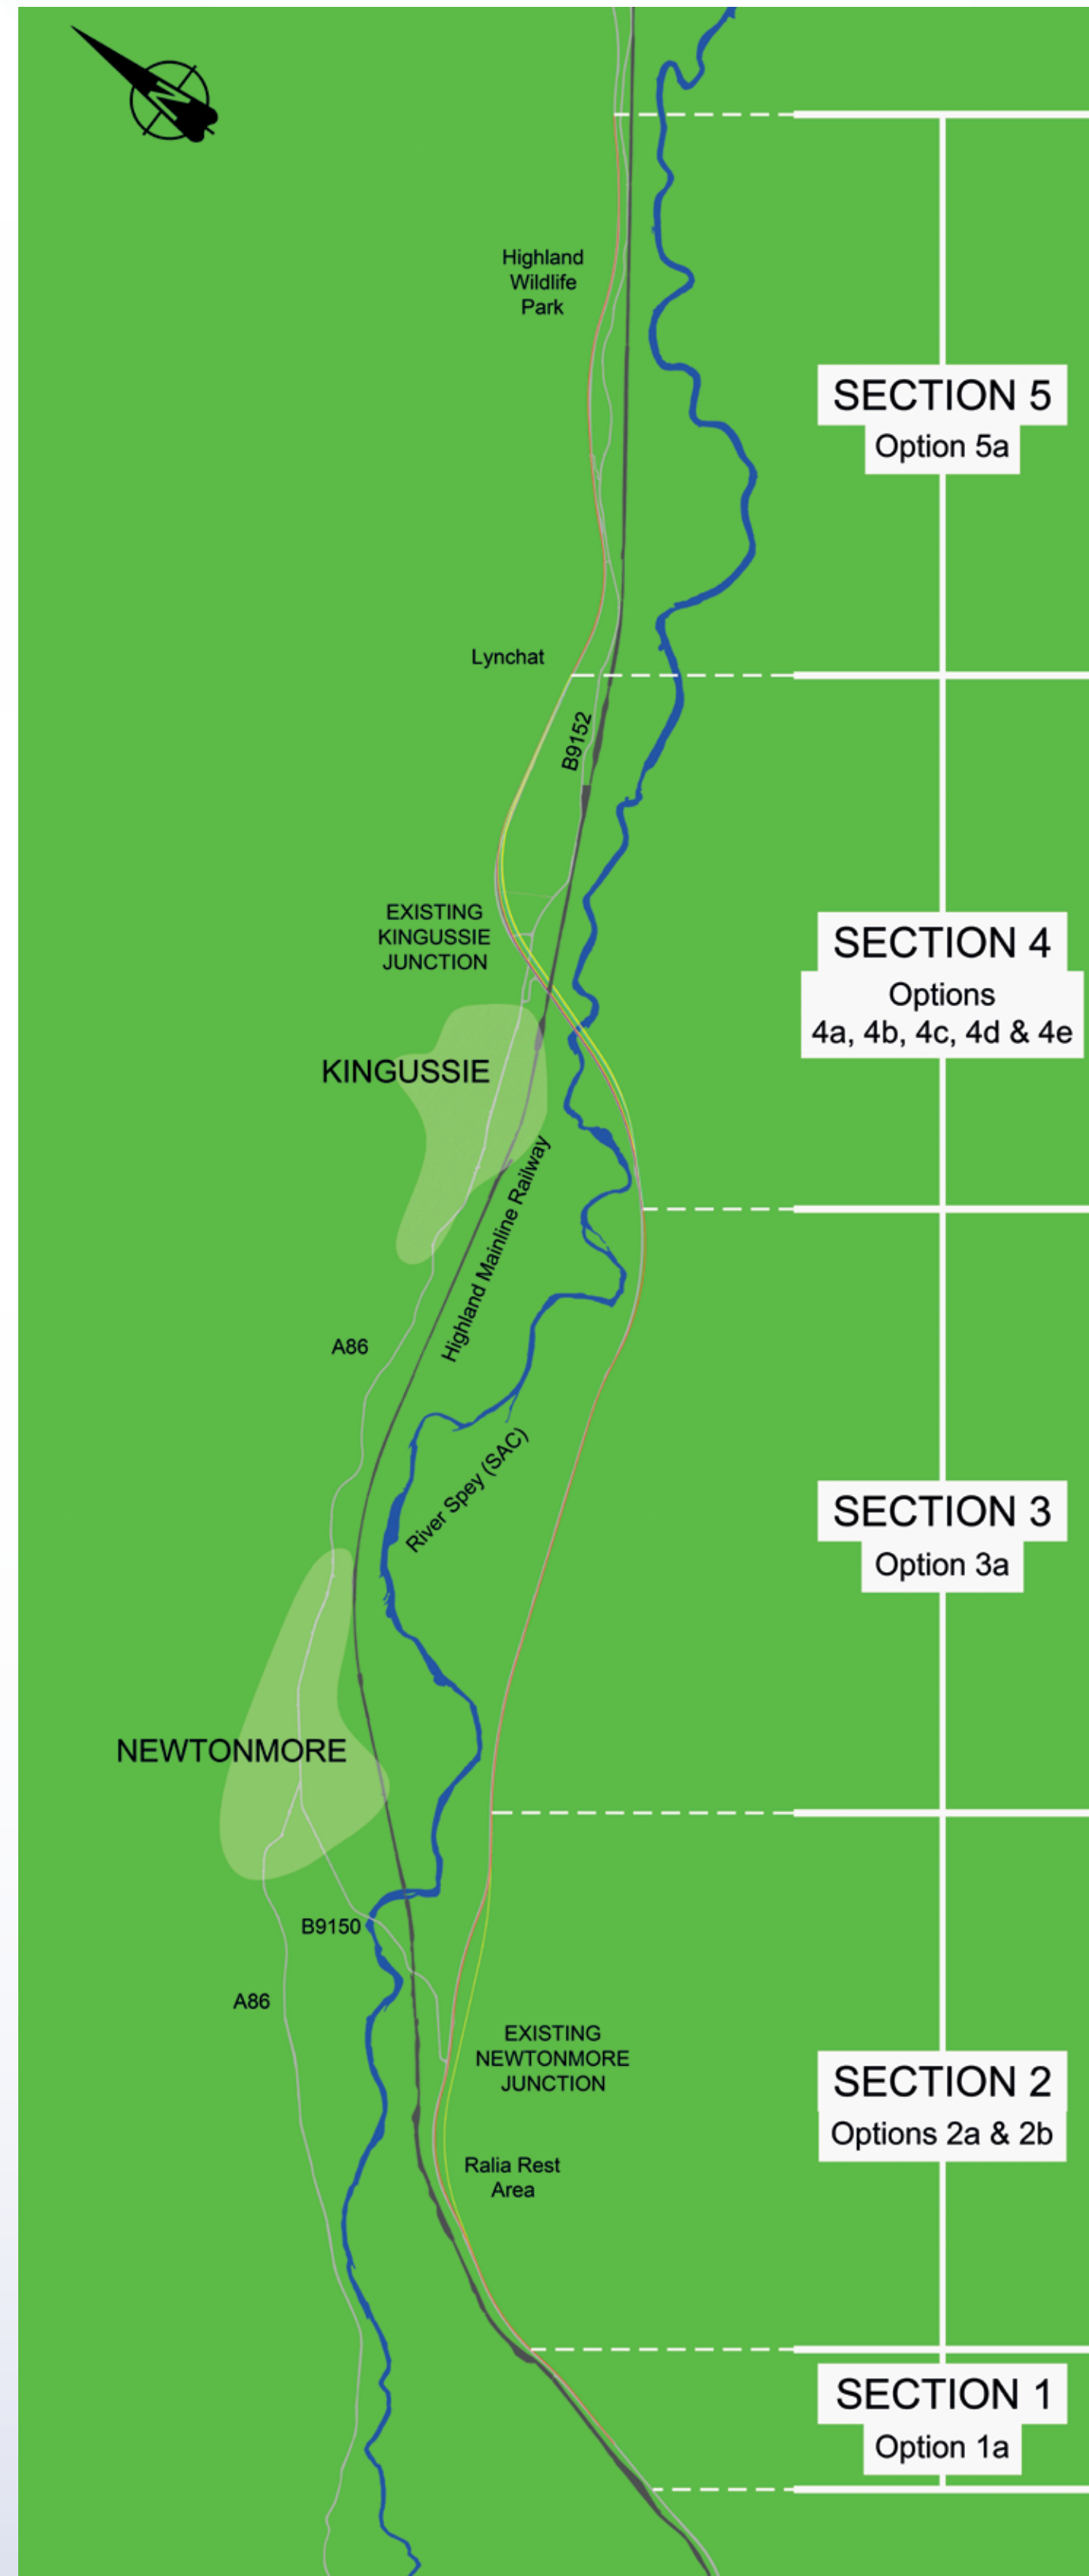 N
Highland
Wildlife
Park
SECTION 5
Option 5a
Lynchat
B9152
EXISTING
KINGUSSIE
JUNCTION
SECTION 4
Options
4a, 4b, 4c, 4d & 4e
KINGUSSIE
Highland Mainline Railway
A86
River Spey (SAC)
SECTION 3
Option 3a
NEWTONMORE
B9150
A86
EXISTING
NEWTONMORE
JUNCTION
SECTION 2
Options 2a & 2b
Ralia Rest
Area
SECTION 1
Option 1a